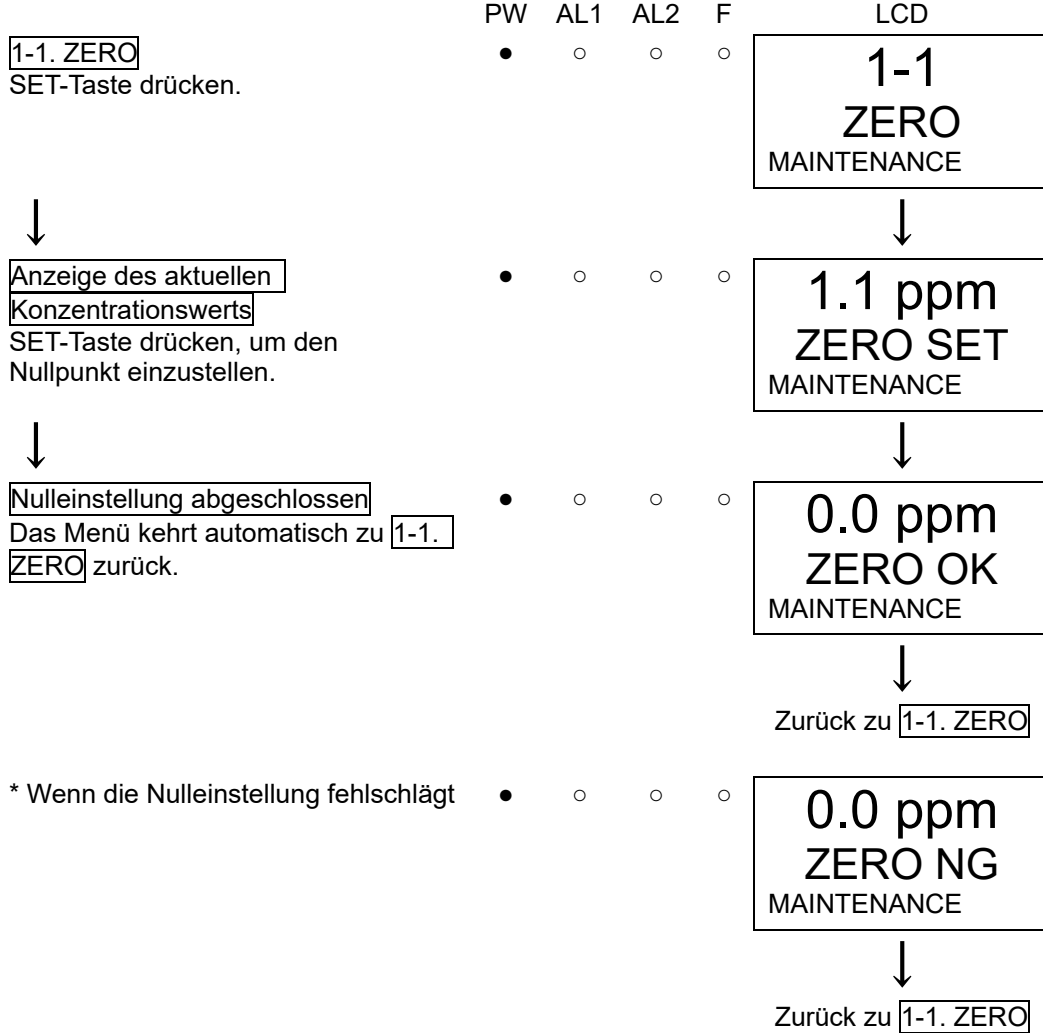 PW AL1 AL2 F LCD
1-1. ZERO ● ○ ○ ○
SET-Taste drücken.
1-1
ZERO
MAINTENANCE
↓ ↓
Anzeige des aktuellen ● ○ ○ ○
Konzentrationswerts
SET-Taste drücken, um den
Nullpunkt einzustellen.
1.1 ppm
ZERO SET
MAINTENANCE
↓ ↓
Nulleinstellung abgeschlossen ● ○ ○ ○
Das Menü kehrt automatisch zu 1-1.
ZERO zurück.
0.0 ppm
ZERO OK
MAINTENANCE
↓
Zurück zu 1-1. ZERO
* Wenn die Nulleinstellung fehlschlägt ● ○ ○ ○
0.0 ppm
ZERO NG
MAINTENANCE
↓
Zurück zu 1-1. ZERO